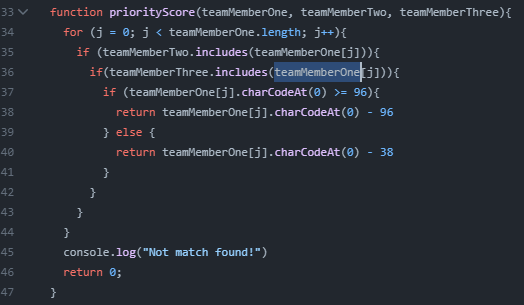 33 function priorityScore(teamMemberOne, teamMemberTwo, teamMemberThree){
34 for (j = 0; j < teamMemberOne.length; j++){
35 if (teamMemberTwo.includes(teamMemberOne[j])){
36 if(teamMemberThree.includes(teamMemberOne[j])){
37 if (teamMemberOne[j].charCodeAt(0) >= 96){
38 return teamMemberOne[j].charCodeAt(0) - 96
39 } else {
40 return teamMemberOne[j].charCodeAt(0) - 38
41 }
42 }
43 }
44 }
45 console.log("Not match found!")
46 return 0;
47 }